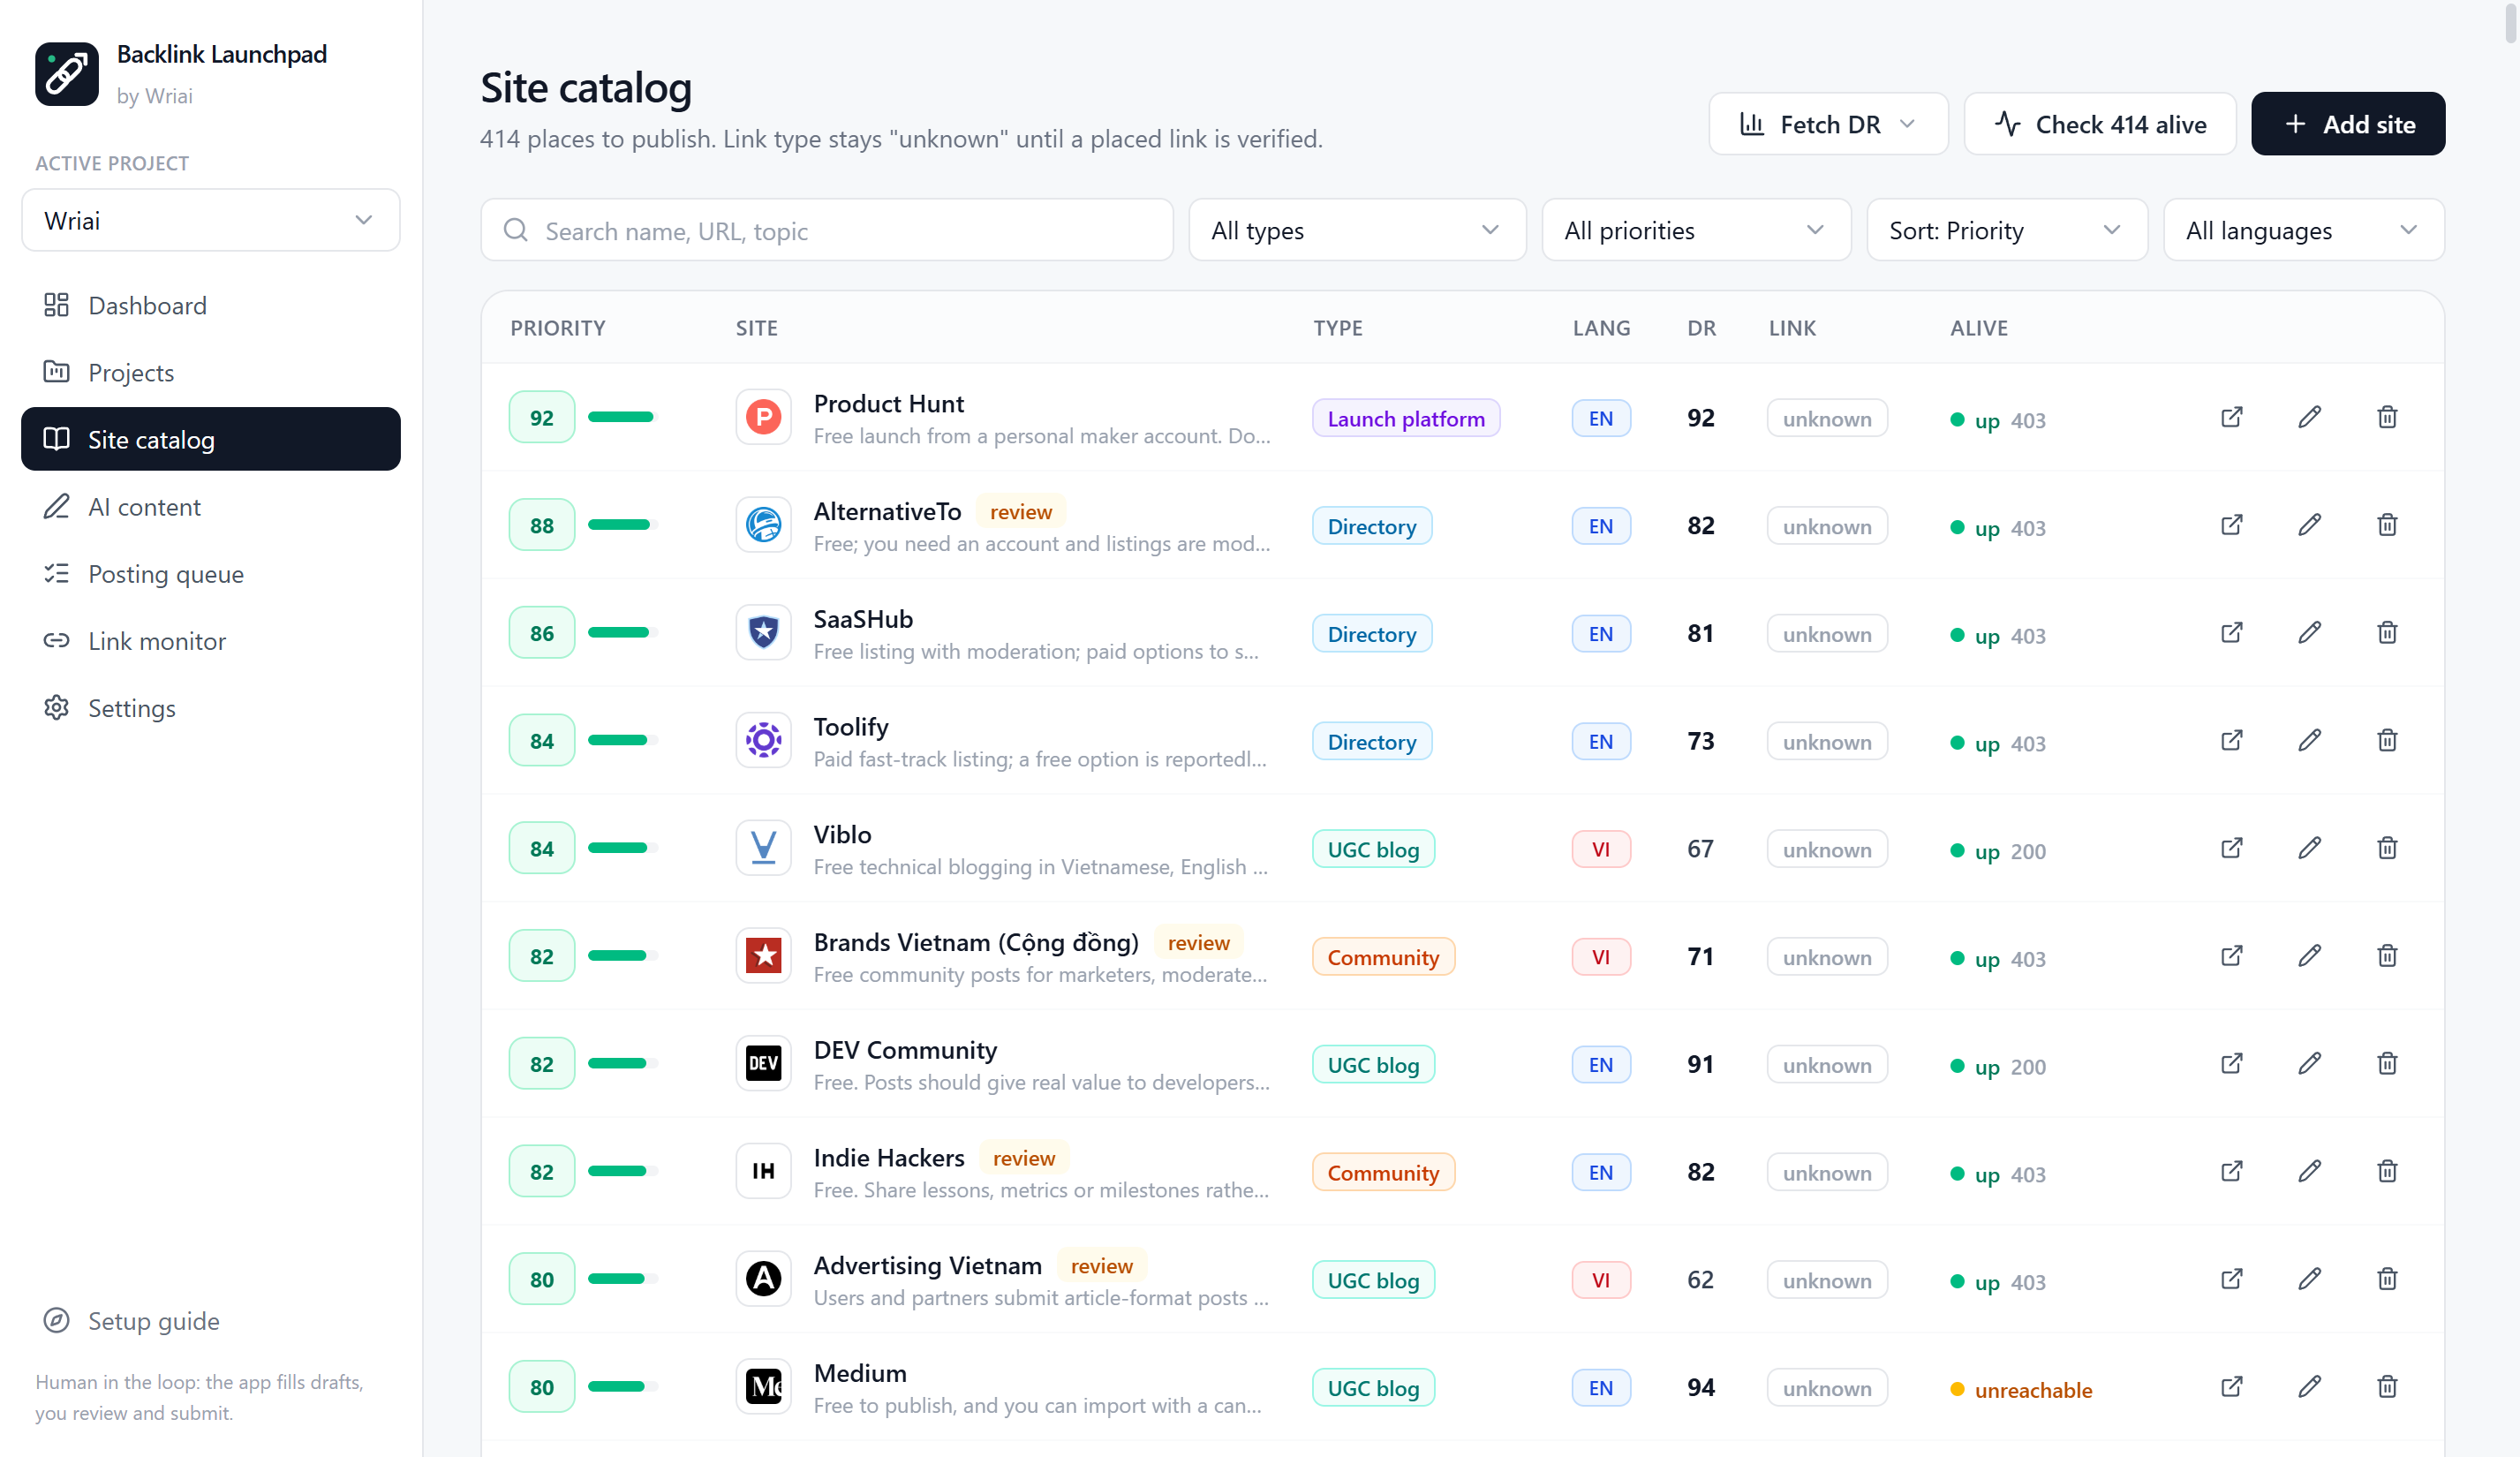 Backlink Launchpad
by Wriai
ACTIVE PROJECT
Wriai
Dashboard
Projects
Site catalog
AI content
Posting queue
Link monitor
Settings
Setup guide
Human in the loop: the app fills drafts,
you review and submit.
Site catalog
414 places to publish. Link type stays "unknown" until a placed link is verified.
Fetch DR
Check 414 alive
Add site
Search name, URL, topic
All types
All priorities
Sort: Priority
All languages
PRIORITY SITE TYPE LANG DR LINK ALIVE
92 P Product Hunt Launch platform EN 92 unknown up 403
Free launch from a personal maker account. Do...
88 AlternativeTo review Directory EN 82 unknown up 403
Free; you need an account and listings are mod...
86 SaaSHub Directory EN 81 unknown up 403
Free listing with moderation; paid options to s...
84 Toolify Directory EN 73 unknown up 403
Paid fast-track listing; a free option is reportedl...
84 Viblo UGC blog VI 67 unknown up 200
Free technical blogging in Vietnamese, English ...
82 Brands Vietnam (Cộng đồng) review Community VI 71 unknown up 403
Free community posts for marketers, moderate...
82 DEV DEV Community UGC blog EN 91 unknown up 200
Free. Posts should give real value to developers...
82 IH Indie Hackers review Community EN 82 unknown up 403
Free. Share lessons, metrics or milestones rathe...
80 A Advertising Vietnam review UGC blog VI 62 unknown up 403
Users and partners submit article-format posts ...
80 Me Medium UGC blog EN 94 unknown unreachable
Free to publish, and you can import with a can...